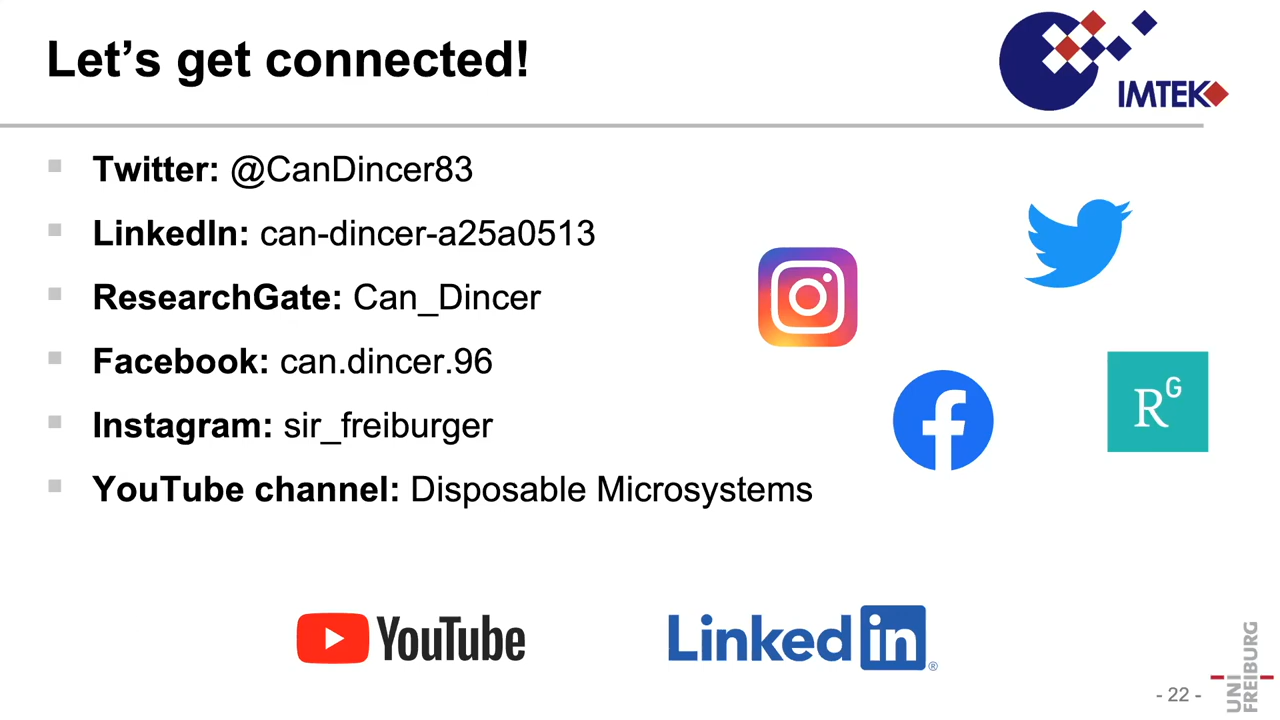 Let’s get connected!
IMTEK
Twitter: @CanDincer83
LinkedIn: can-dincer-a25a0513
ResearchGate: Can_Dincer
Facebook: can.dincer.96
Instagram: sir_freiburger
YouTube channel: Disposable Microsystems
RG
YouTube
Linkedin®
- 22 -
UNI
FREIBURG